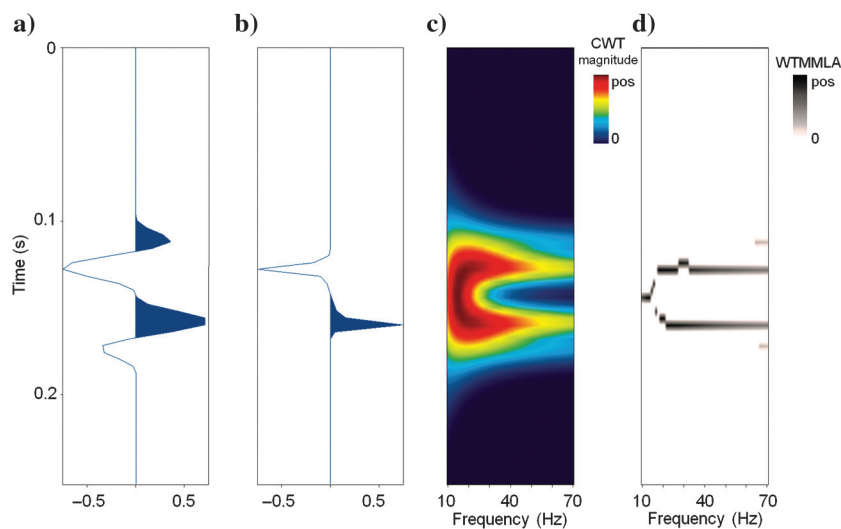 a)
b)
c)
d)
CWT
magnitude
pos
0
WTMMLA
pos
0
Time (s)
0
0.1
0.2
−0.5
0.5
−0.5
0.5
10
40
70
Frequency (Hz)
10
40
70
Frequency (Hz)